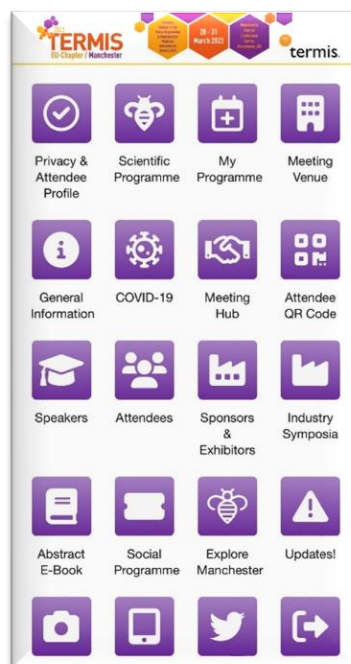 TERMIS
EU-Chapter / Manchester
28 - 31
March 2023
termis.
Privacy &
Attendee
Profile
Scientific
Programme
My
Programme
Meeting
Venue
General
Information
COVID-19
Meeting
Hub
Attendee
QR Code
Speakers
Attendees
Sponsors
&
Exhibitors
Industry
Symposia
Abstract
E-Book
Social
Programme
Explore
Manchester
Updates!